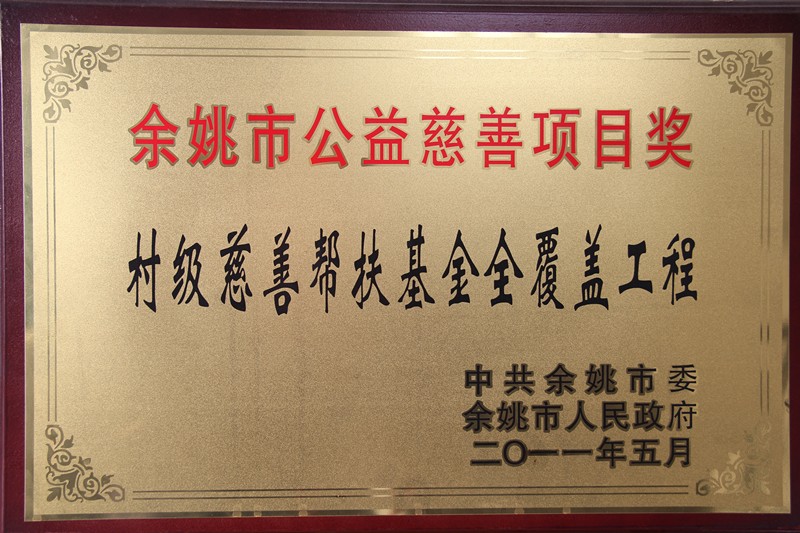 余姚市公益慈善项目奖
村级慈善帮扶基金全覆盖工程
中共余姚市委
余姚市人民政府
二〇一一年五月